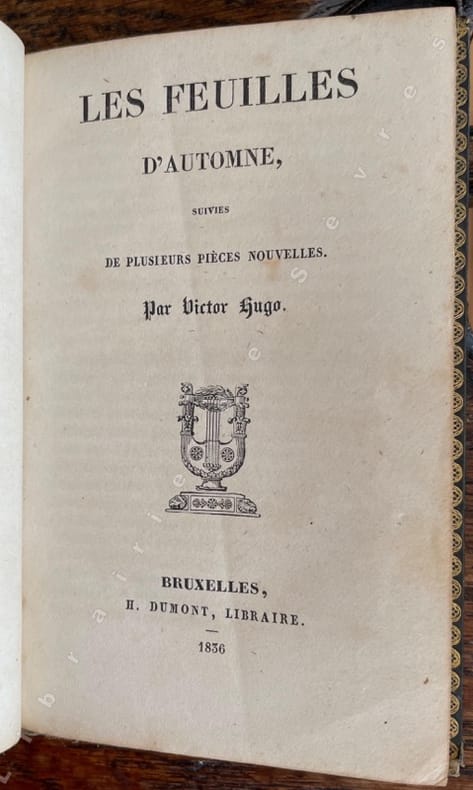 LES FEUILLES
D'AUTOMNE,
SUIVIES
DE PLUSIEURS PIÈCES NOUVELLES.
Par Victor Hugo.
BRUXELLES,
H. DUMONT, LIBRAIRE.
1836